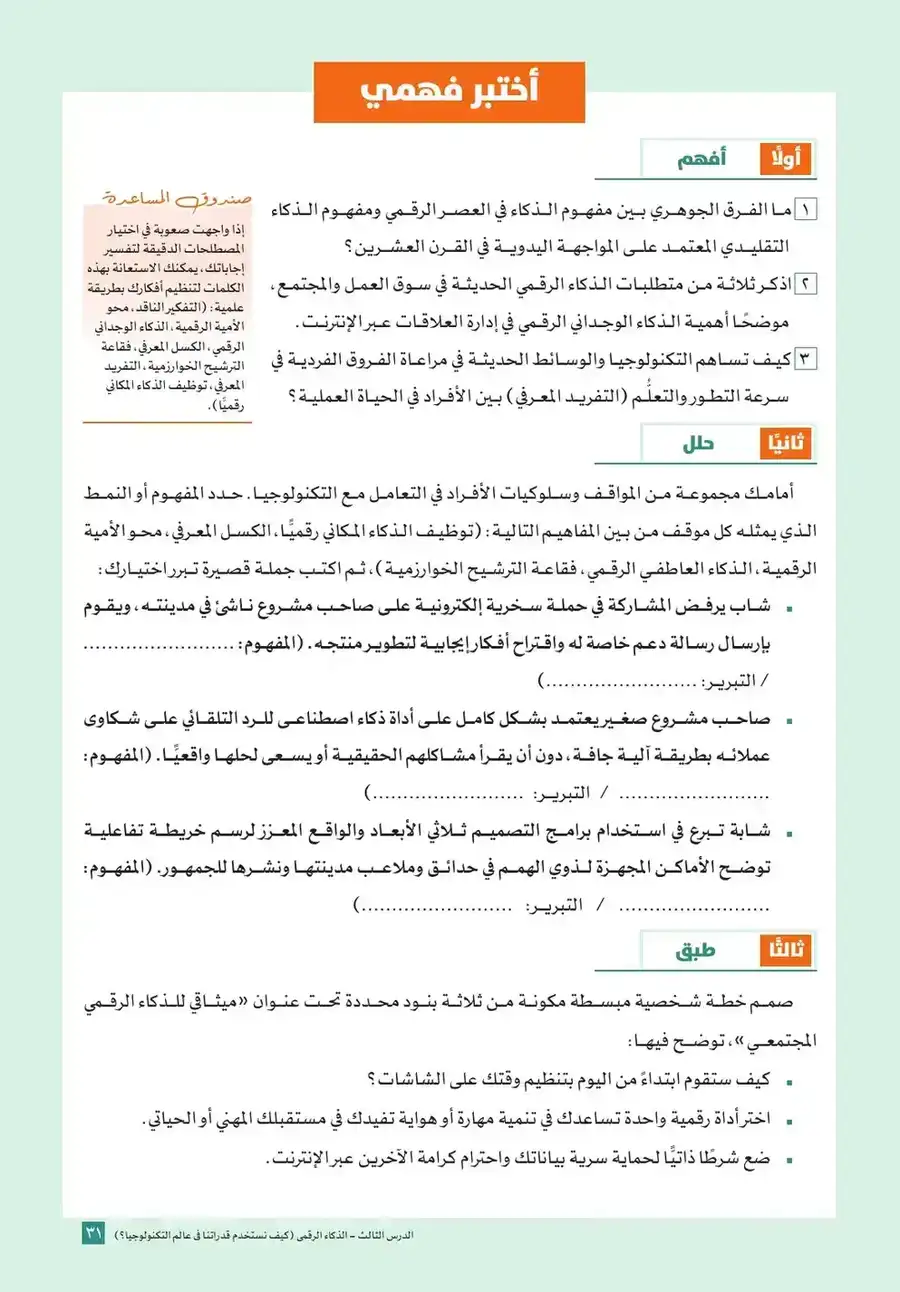 أختبر فهمي
أولًا
أفهم
١ ما الفرق الجوهري بين مفهوم الذكاء في العصر الرقمي ومفهوم الذكاء
التقليدي المعتمد على المواجهة اليدوية في القرن العشرين؟
٢ اذكر ثلاثة من متطلبات الذكاء الرقمي الحديثة في سوق العمل والمجتمع،
موضحًا أهمية الذكاء الوجداني الرقمي في إدارة العلاقات عبر الإنترنت.
٣ كيف تساهم التكنولوجيا والوسائط الحديثة في مراعاة الفروق الفردية في
سرعة التطور والتعلُّم (التفريد المعرفي) بين الأفراد في الحياة العملية؟
صندوق المساعدة
إذا واجهت صعوبة في اختيار
المصطلحات الدقيقة لتفسير
إجاباتك، يمكنك الاستعانة بهذه
الكلمات لتنظيم أفكارك بطريقة
علمية: (التفكير الناقد، محو
الأمية الرقمية، الذكاء الوجداني
الرقمي، الكسل المعرفي، فقاعة
الترشيح الخوارزمية، التفريد
المعرفي، توظيف الذكاء المكاني
رقميًّا).
ثانيًا
حلل
أمامك مجموعة من المواقف وسلوكيات الأفراد في التعامل مع التكنولوجيا. حدد المفهوم أو النمط
الذي يمثله كل موقف من بين المفاهيم التالية: (توظيف الذكاء المكاني رقميًّا، الكسل المعرفي، محو الأمية
الرقمية، الذكاء العاطفي الرقمي، فقاعة الترشيح الخوارزمية)، ثم اكتب جملة قصيرة تبرر اختيارك:
▪ شاب يرفض المشاركة في حملة سخرية إلكترونية على صاحب مشروع ناشئ في مدينته، ويقوم
بإرسال رسالة دعم خاصة له واقتراح أفكار إيجابية لتطوير منتجه. (المفهوم: .........................
/ التبرير: .........................)
▪ صاحب مشروع صغير يعتمد بشكل كامل على أداة ذكاء اصطناعى للرد التلقائي على شكاوى
عملائه بطريقة آلية جافة، دون أن يقرأ مشاكلهم الحقيقية أو يسعى لحلها واقعيًّا. (المفهوم:
......................... / التبرير: .........................)
▪ شابة تبرع في استخدام برامج التصميم ثلاثي الأبعاد والواقع المعزز لرسم خريطة تفاعلية
توضح الأماكن المجهزة لذوي الهمم في حدائق وملاعب مدينتها ونشرها للجمهور. (المفهوم:
......................... / التبرير: .........................)
ثالثًا
طبق
صمم خطة شخصية مبسطة مكونة من ثلاثة بنود محددة تحت عنوان «ميثاقي للذكاء الرقمي
المجتمعي»، توضح فيها:
▪ كيف ستقوم ابتداءً من اليوم بتنظيم وقتك على الشاشات؟
▪ اختر أداة رقمية واحدة تساعدك في تنمية مهارة أو هواية تفيدك في مستقبلك المهني أو الحياتي.
▪ ضع شرطًا ذاتيًّا لحماية سرية بياناتك واحترام كرامة الآخرين عبر الإنترنت.
الدرس الثالث - الذكاء الرقمى (كيف نستخدم قدراتنا فى عالم التكنولوجيا؟)
٣١